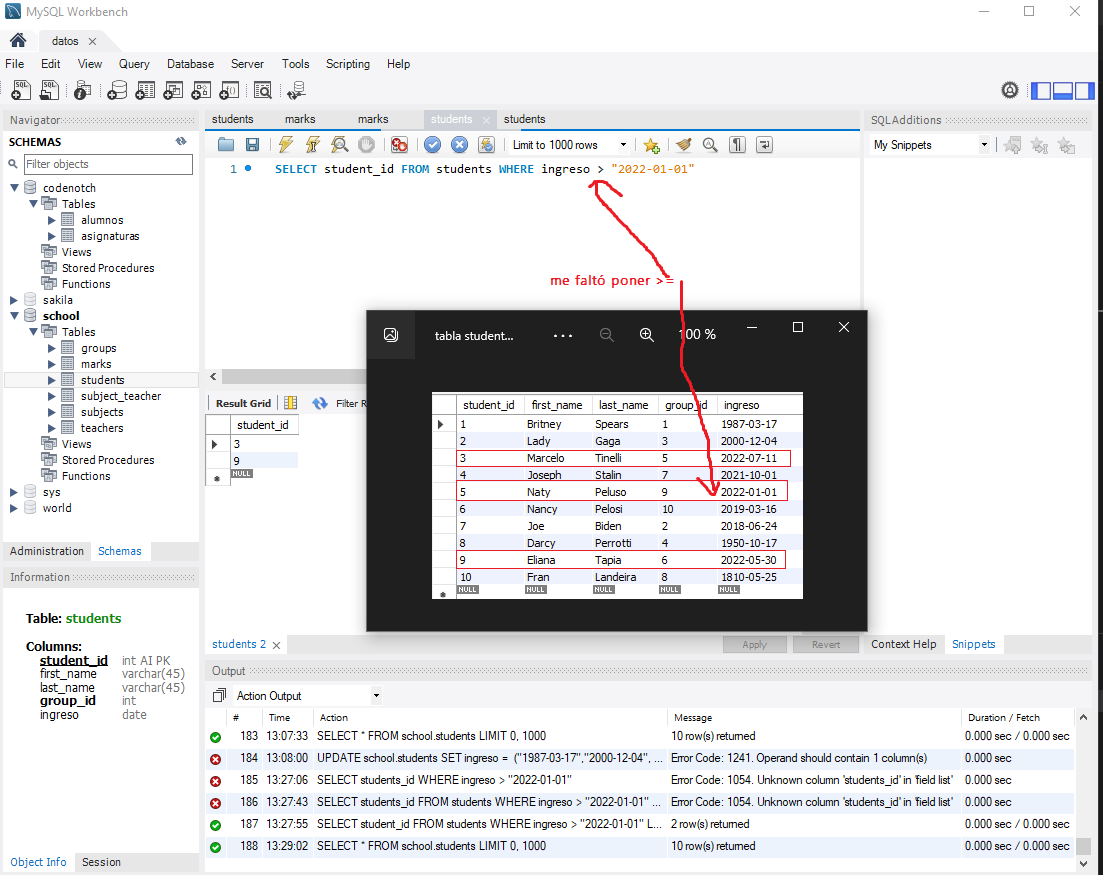 MySQL Workbench
datos
File Edit View Query Database Server Tools Scripting Help
Navigator
SCHEMAS
Filter objects
codenotch
Tables
alumnos
asignaturas
Views
Stored Procedures
Functions
sakila
school
Tables
groups
marks
students
subject_teacher
subjects
teachers
Views
Stored Procedures
Functions
sys
world
Administration Schemas
Information
Table: students
Columns:
student_id int AI PK
first_name varchar(45)
last_name varchar(45)
group_id int
ingreso date
Object Info Session
students marks marks students students
Limit to 1000 rows
1 SELECT student_id FROM students WHERE ingreso > "2022-01-01"
me faltó poner >=
Result Grid Filter R
student_id
3
9
NULL
tabla student... 100 %
student_id first_name last_name group_id ingreso
1 Britney Spears 1 1987-03-17
2 Lady Gaga 3 2000-12-04
3 Marcelo Tinelli 5 2022-07-11
4 Joseph Stalin 7 2021-10-01
5 Naty Peluso 9 2022-01-01
6 Nancy Pelosi 10 2019-03-16
7 Joe Biden 2 2018-06-24
8 Darcy Perrotti 4 1950-10-17
9 Eliana Tapia 6 2022-05-30
10 Fran Landeira 8 1810-05-25
NULL NULL NULL NULL NULL
students 2
Apply Revert
SQLAdditions
My Snippets
Context Help Snippets
Output
Action Output
# Time Action Message Duration / Fetch
183 13:07:33 SELECT * FROM school.students LIMIT 0, 1000 10 row(s) returned 0.000 sec / 0.000 sec
184 13:08:00 UPDATE school.students SET ingreso = ("1987-03-17","2000-12-04", ... Error Code: 1241. Operand should contain 1 column(s) 0.000 sec
185 13:27:06 SELECT students_id WHERE ingreso > "2022-01-01" Error Code: 1054. Unknown column 'students_id' in 'field list' 0.000 sec
186 13:27:43 SELECT students_id FROM students WHERE ingreso > "2022-01-01" ... Error Code: 1054. Unknown column 'students_id' in 'field list' 0.000 sec
187 13:27:55 SELECT student_id FROM students WHERE ingreso > "2022-01-01" L... 2 row(s) returned 0.000 sec / 0.000 sec
188 13:29:02 SELECT * FROM school.students LIMIT 0, 1000 10 row(s) returned 0.000 sec / 0.000 sec